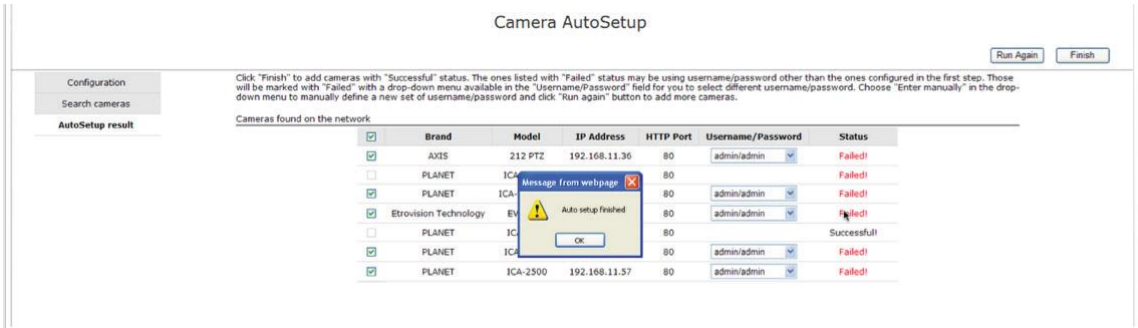 Camera AutoSetup
Run Again Finish
Configuration
Search cameras
AutoSetup result
Click "Finish" to add cameras with "Successful" status. The ones listed with "Failed" status may be using username/password other than the ones configured in the first step. Those
will be marked with "Failed" with a drop-down menu available in the "Username/Password" field for you to select different username/password. Choose "Enter manually" in the drop-
down menu to manually define a new set of username/password and click "Run again" button to add more cameras.
Cameras found on the network
Brand Model IP Address HTTP Port Username/Password Status
AXIS 212 PTZ 192.168.11.36 80 admin/admin Failed!
PLANET ICA 80 Failed!
Message from webpage
PLANET ICA- 80 admin/admin Failed!
Auto setup finished
Etrovision Technology EV 80 admin/admin Failed!
PLANET IC 80 Successful!
OK
PLANET ICA 80 admin/admin Failed!
PLANET ICA-2500 192.168.11.57 80 admin/admin Failed!